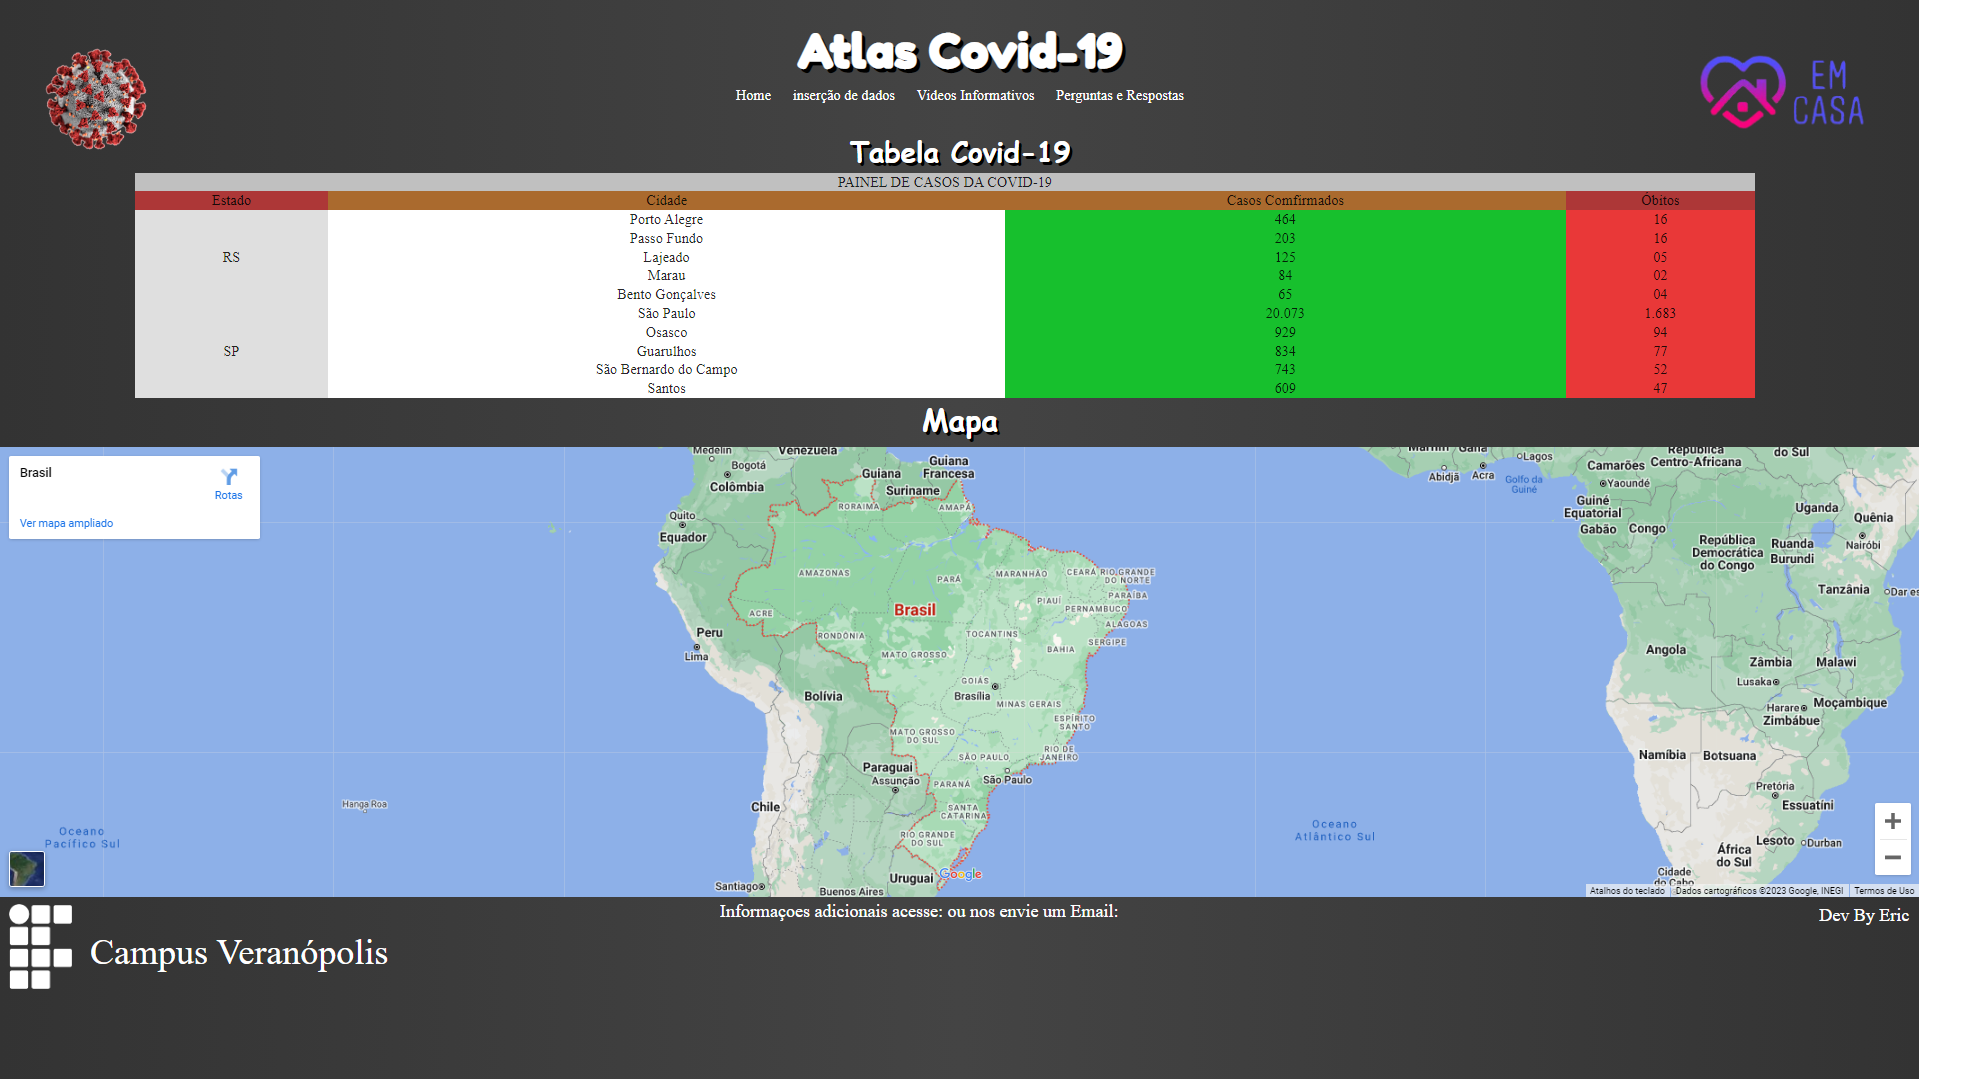 Atlas Covid-19
Home inserção de dados Videos Informativos Perguntas e Respostas
EM
CASA
Tabela Covid-19
PAINEL DE CASOS DA COVID-19
Estado Cidade Casos Comfirmados Óbitos
Porto Alegre 464 16
Passo Fundo 203 16
RS Lajeado 125 05
Marau 84 02
Bento Gonçalves 65 04
São Paulo 20.073 1.683
Osasco 929 94
SP Guarulhos 834 77
São Bernardo do Campo 743 52
Santos 609 47
Mapa
Brasil
Rotas
Ver mapa ampliado
Medellín
Venezuela
Bogotá
Colômbia
Guiana
Guiana
Francesa
Suriname
RORAIMA
AMAPÁ
Quito
Equador
AMAZONAS
PARÁ
MARANHÃO
CEARÁ
RIO GRANDE
DO NORTE
PARAÍBA
PIAUÍ
PERNAMBUCO
ALAGOAS
SERGIPE
ACRE
Brasil
RONDÔNIA
TOCANTINS
BAHIA
MATO GROSSO
Peru
Lima
GOIÁS
Brasília
Bolívia
MINAS GERAIS
ESPÍRITO
SANTO
MATO GROSSO
DO SUL
RIO DE
JANEIRO
SÃO PAULO
São Paulo
Paraguai
Assunção
PARANÁ
SANTA
CATARINA
Chile
RIO GRANDE
DO SUL
Hanga Roa
Oceano
Pacífico Sul
Santiago
Buenos Aires
Uruguai
Google
Oceano
Atlântico Sul
Gana
Lagos
Abidjã
Acra
Golfo da
Guiné
Camarões
República
Centro-Africana
do Sul
Yaoundé
Guiné
Equatorial
Gabão
Congo
Uganda
Quênia
Nairóbi
República
Democrática
do Congo
Ruanda
Burundi
Tanzânia
Dar es
Angola
Zâmbia
Malawi
Lusaka
Harare
Moçambique
Zimbábue
Namíbia
Botsuana
Pretória
Essuatíni
Lesoto
Durban
África
do Sul
Cidade
do Cabo
Atalhos do teclado Dados cartográficos ©2023 Google, INEGI Termos de Uso
Informaçoes adicionais acesse: ou nos envie um Email:
Dev By Eric
Campus Veranópolis